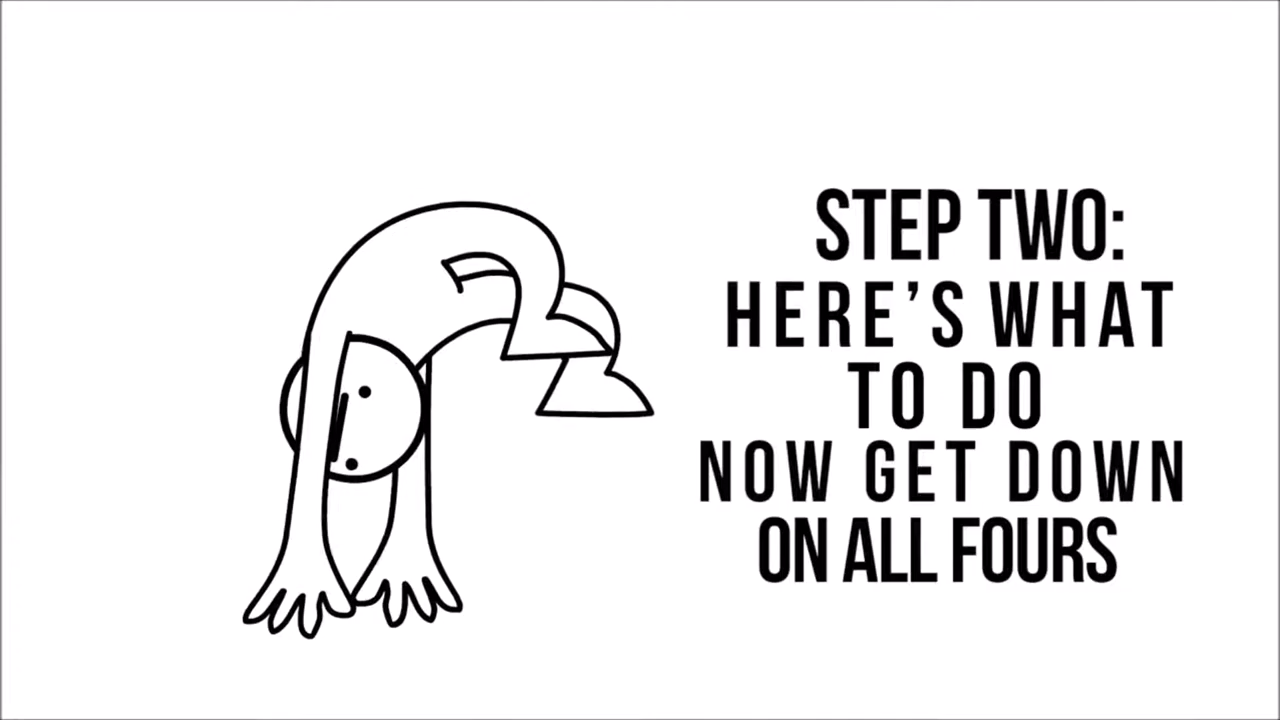 STEP TWO:
HERE’S WHAT
TO DO
NOW GET DOWN
ON ALL FOURS